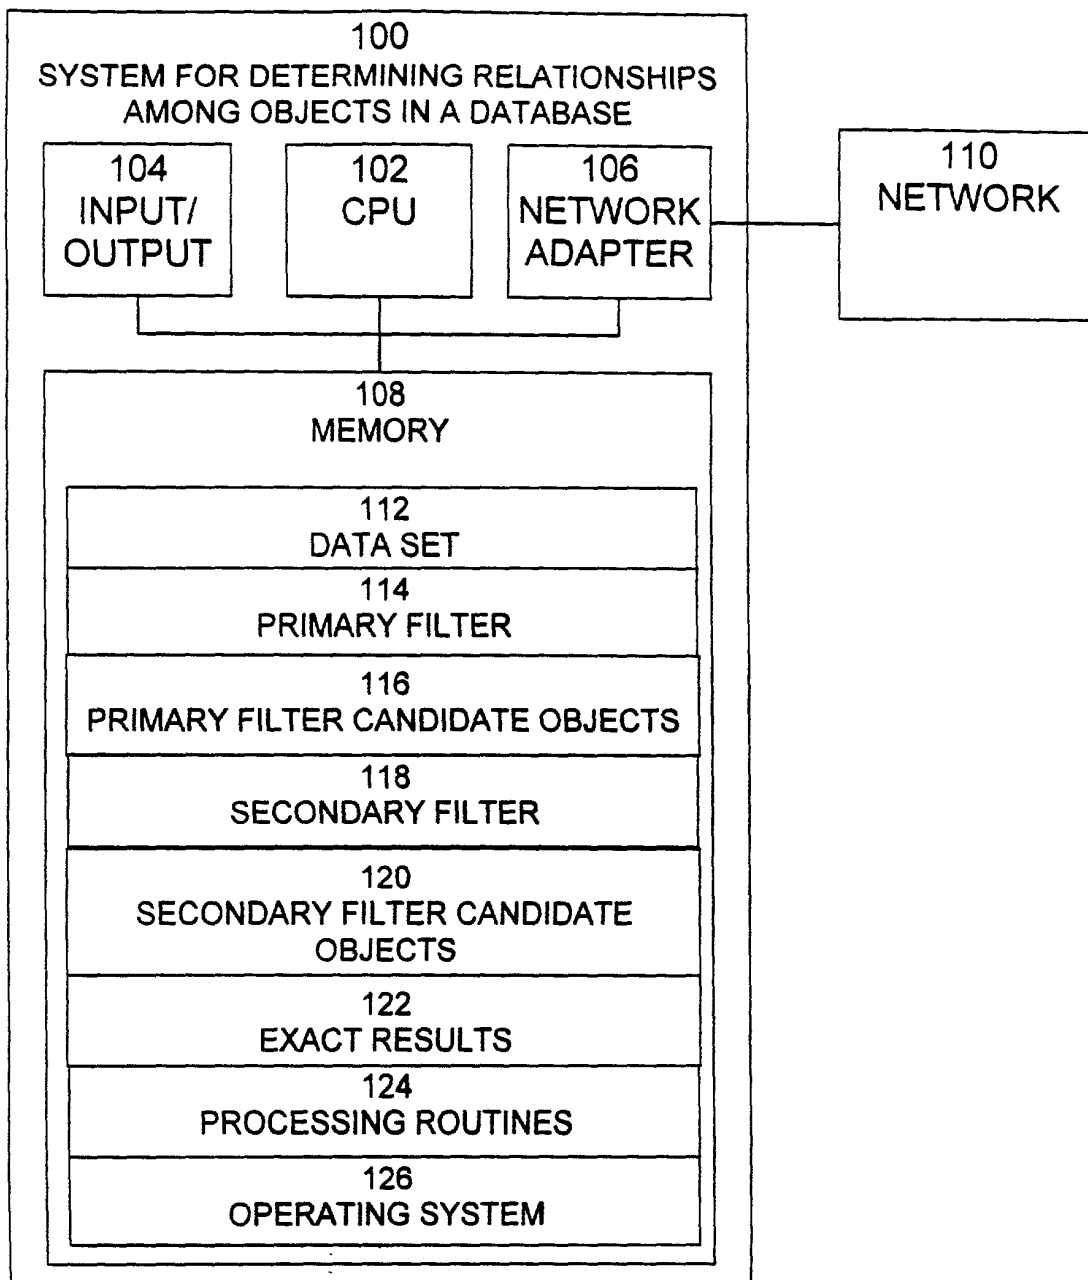 100
SYSTEM FOR DETERMINING RELATIONSHIPS
AMONG OBJECTS IN A DATABASE
104
INPUT/
OUTPUT
102
CPU
106
NETWORK
ADAPTER
110
NETWORK
108
MEMORY
112
DATA SET
114
PRIMARY FILTER
116
PRIMARY FILTER CANDIDATE OBJECTS
118
SECONDARY FILTER
120
SECONDARY FILTER CANDIDATE
OBJECTS
122
EXACT RESULTS
124
PROCESSING ROUTINES
126
OPERATING SYSTEM